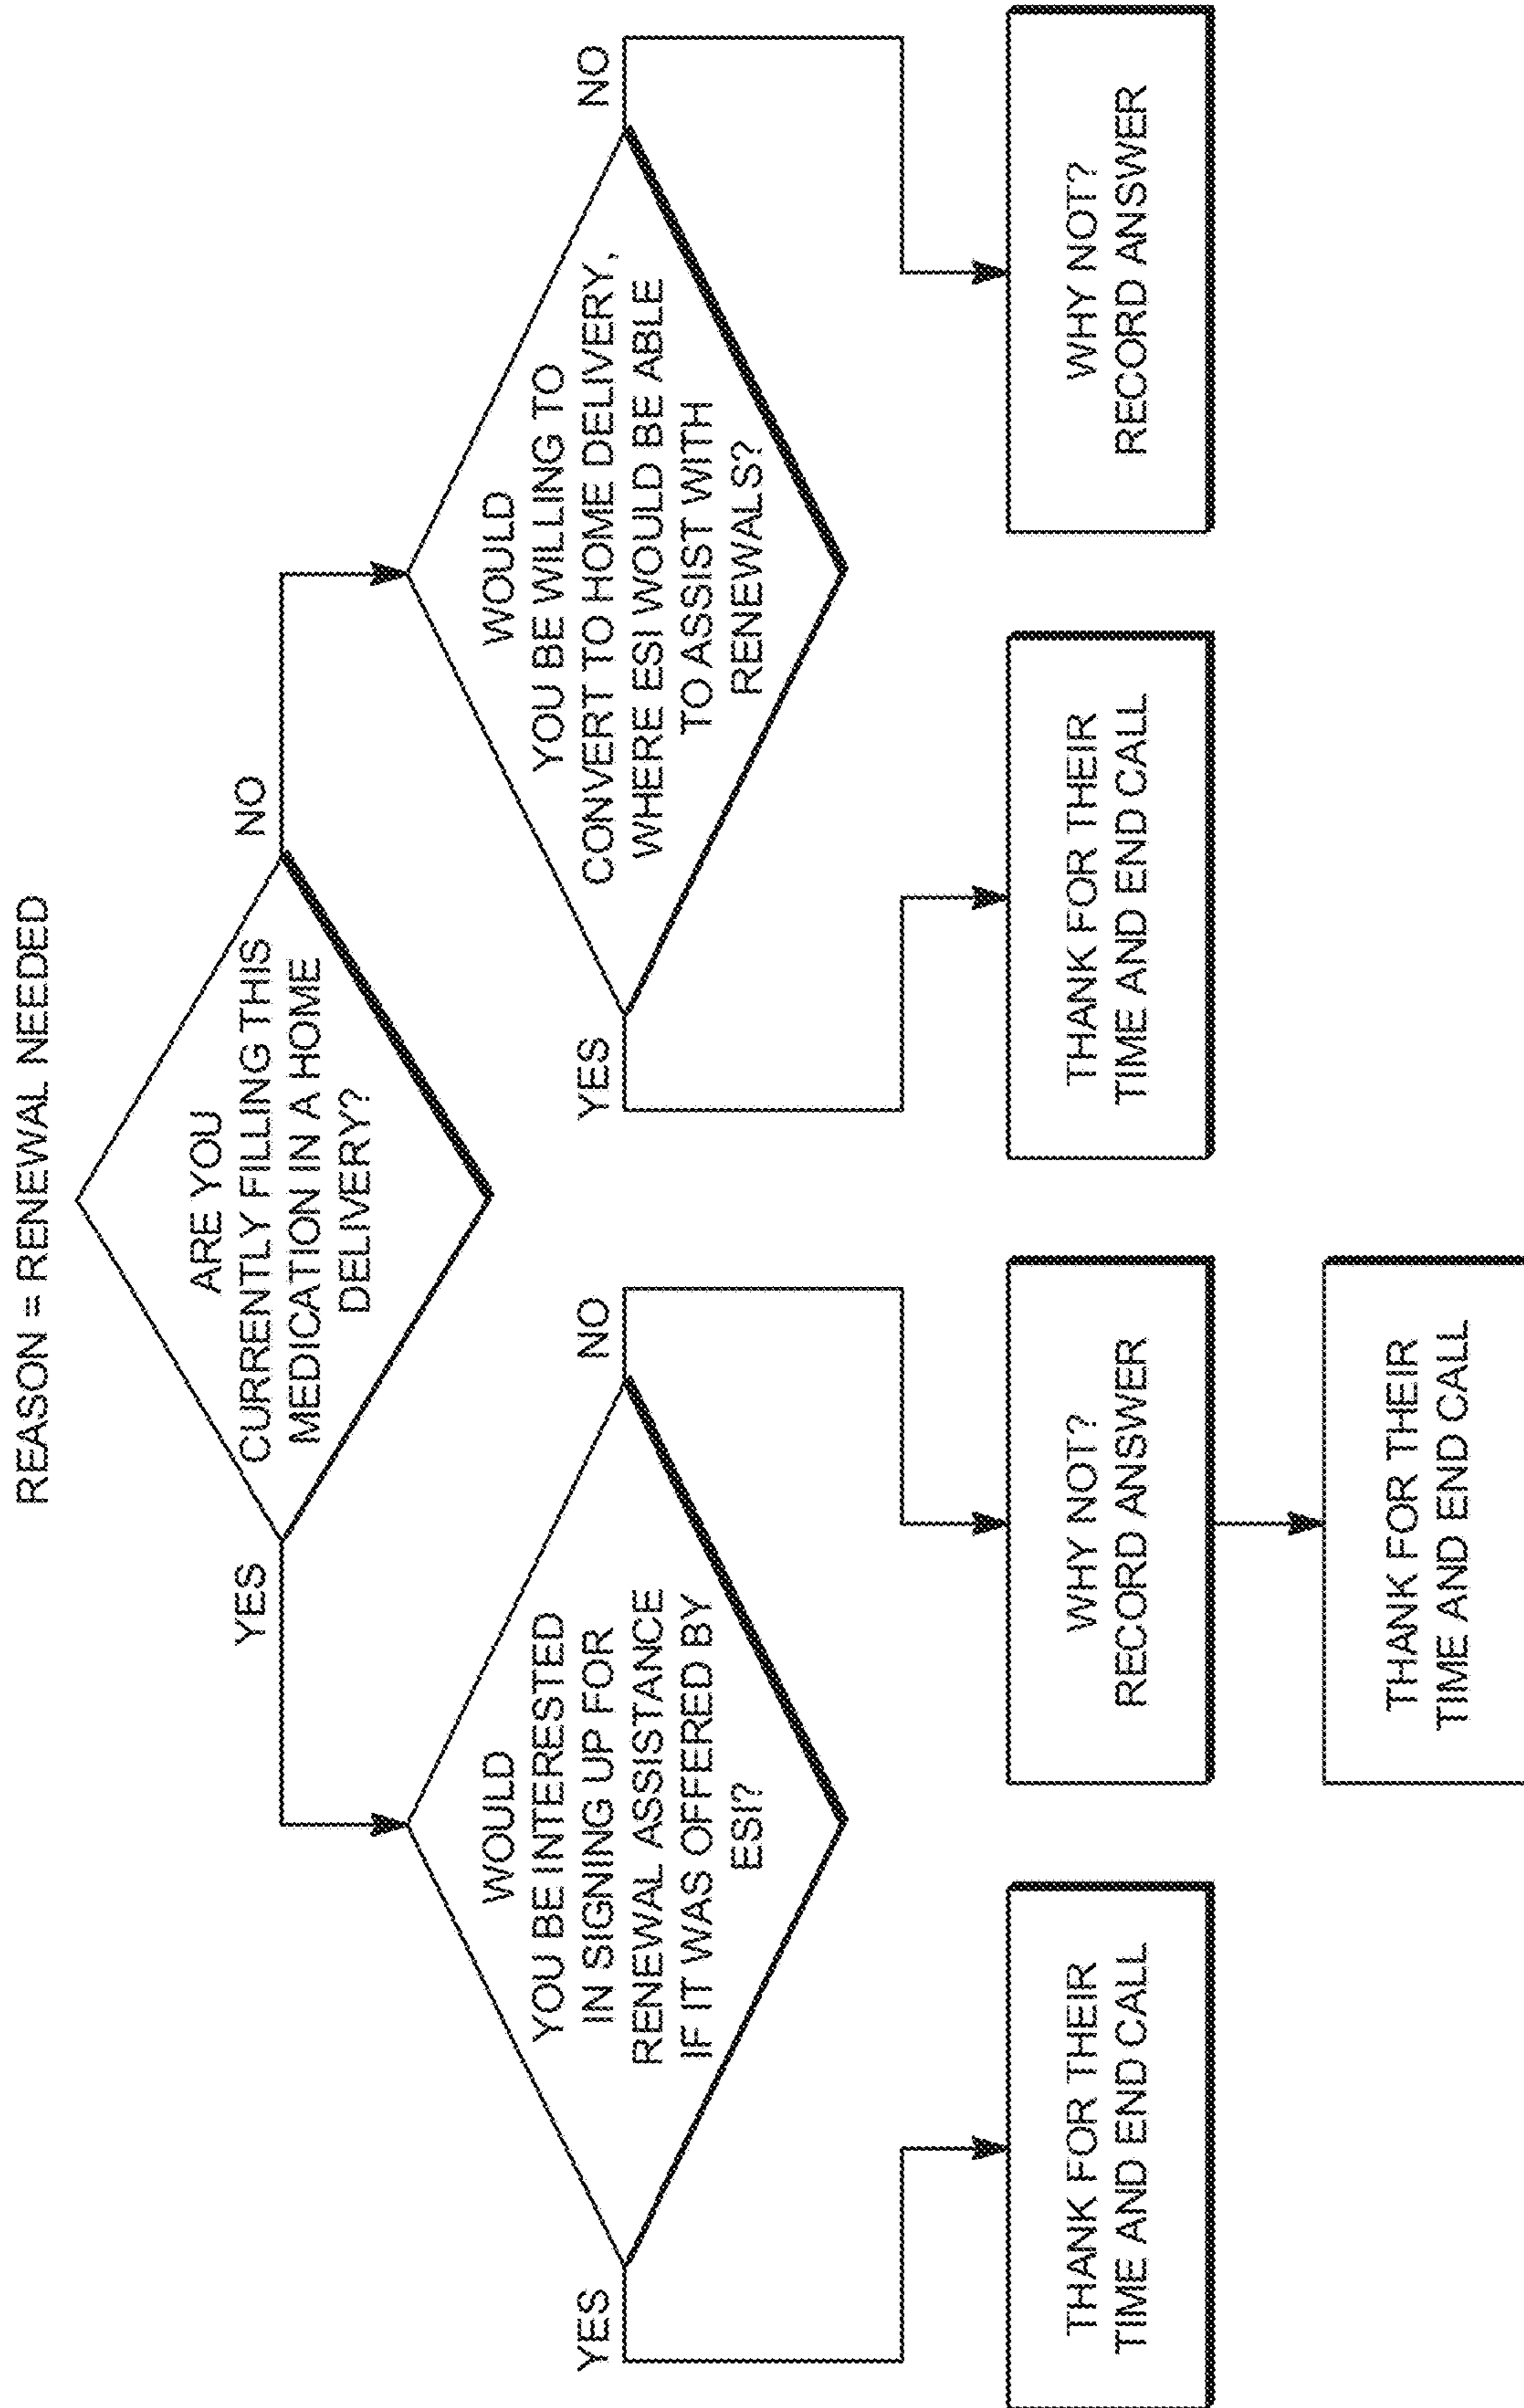 REASON = RENEWAL NEEDED
ARE YOU
CURRENTLY FILLING THIS
MEDICATION IN A HOME
DELIVERY?
YES
NO
WOULD
YOU BE INTERESTED
IN SIGNING UP FOR
RENEWAL ASSISTANCE
IF IT WAS OFFERED BY
ESI?
YES
NO
WOULD
YOU BE WILLING TO
CONVERT TO HOME DELIVERY,
WHERE ESI WOULD BE ABLE
TO ASSIST WITH
RENEWALS?
YES
NO
THANK FOR THEIR
TIME AND END CALL
WHY NOT?
RECORD ANSWER
THANK FOR THEIR
TIME AND END CALL
WHY NOT?
RECORD ANSWER
THANK FOR THEIR
TIME AND END CALL